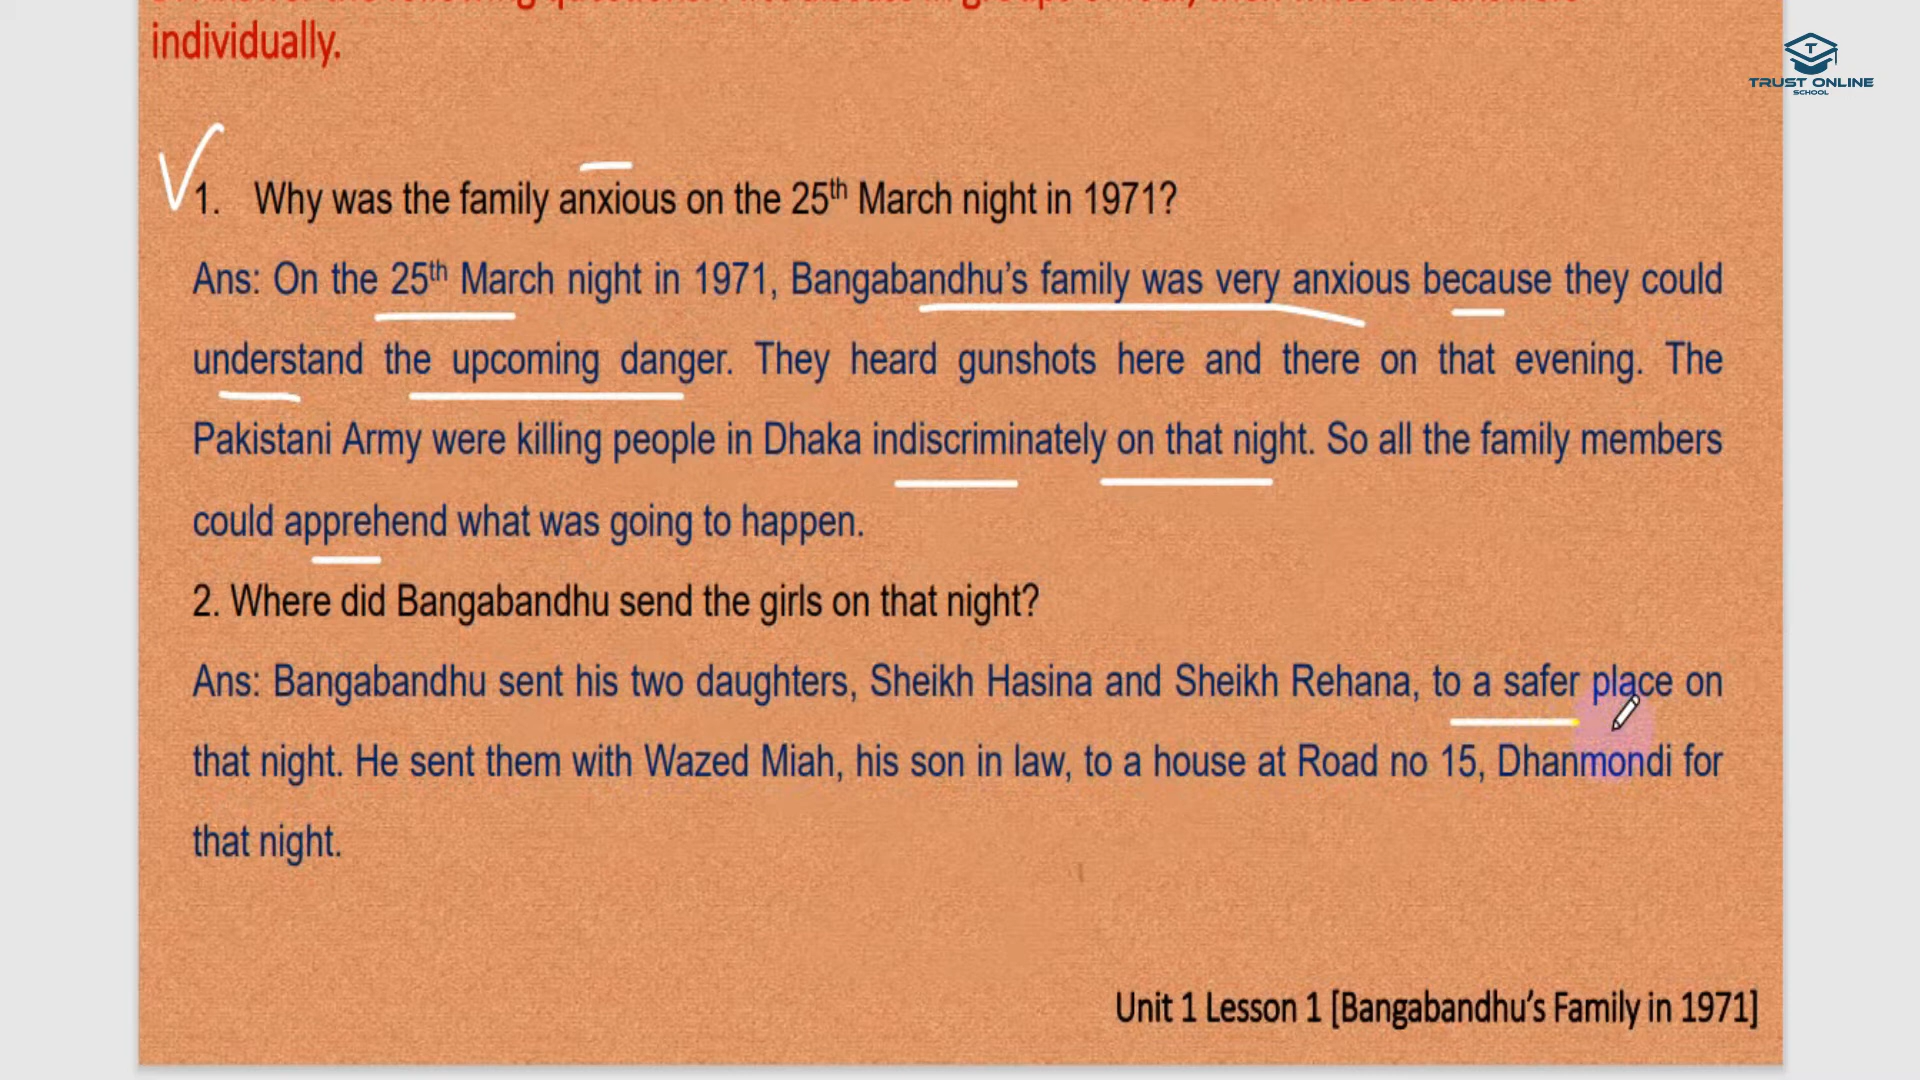 individually.
TRUST ONLINE
SCHOOL
1. Why was the family anxious on the 25th March night in 1971?
Ans: On the 25th March night in 1971, Bangabandhu's family was very anxious because they could
understand the upcoming danger. They heard gunshots here and there on that evening. The
Pakistani Army were killing people in Dhaka indiscriminately on that night. So all the family members
could apprehend what was going to happen.
2. Where did Bangabandhu send the girls on that night?
Ans: Bangabandhu sent his two daughters, Sheikh Hasina and Sheikh Rehana, to a safer place on
that night. He sent them with Wazed Miah, his son in law, to a house at Road no 15, Dhanmondi for
that night.
Unit 1 Lesson 1 [Bangabandhu's Family in 1971]